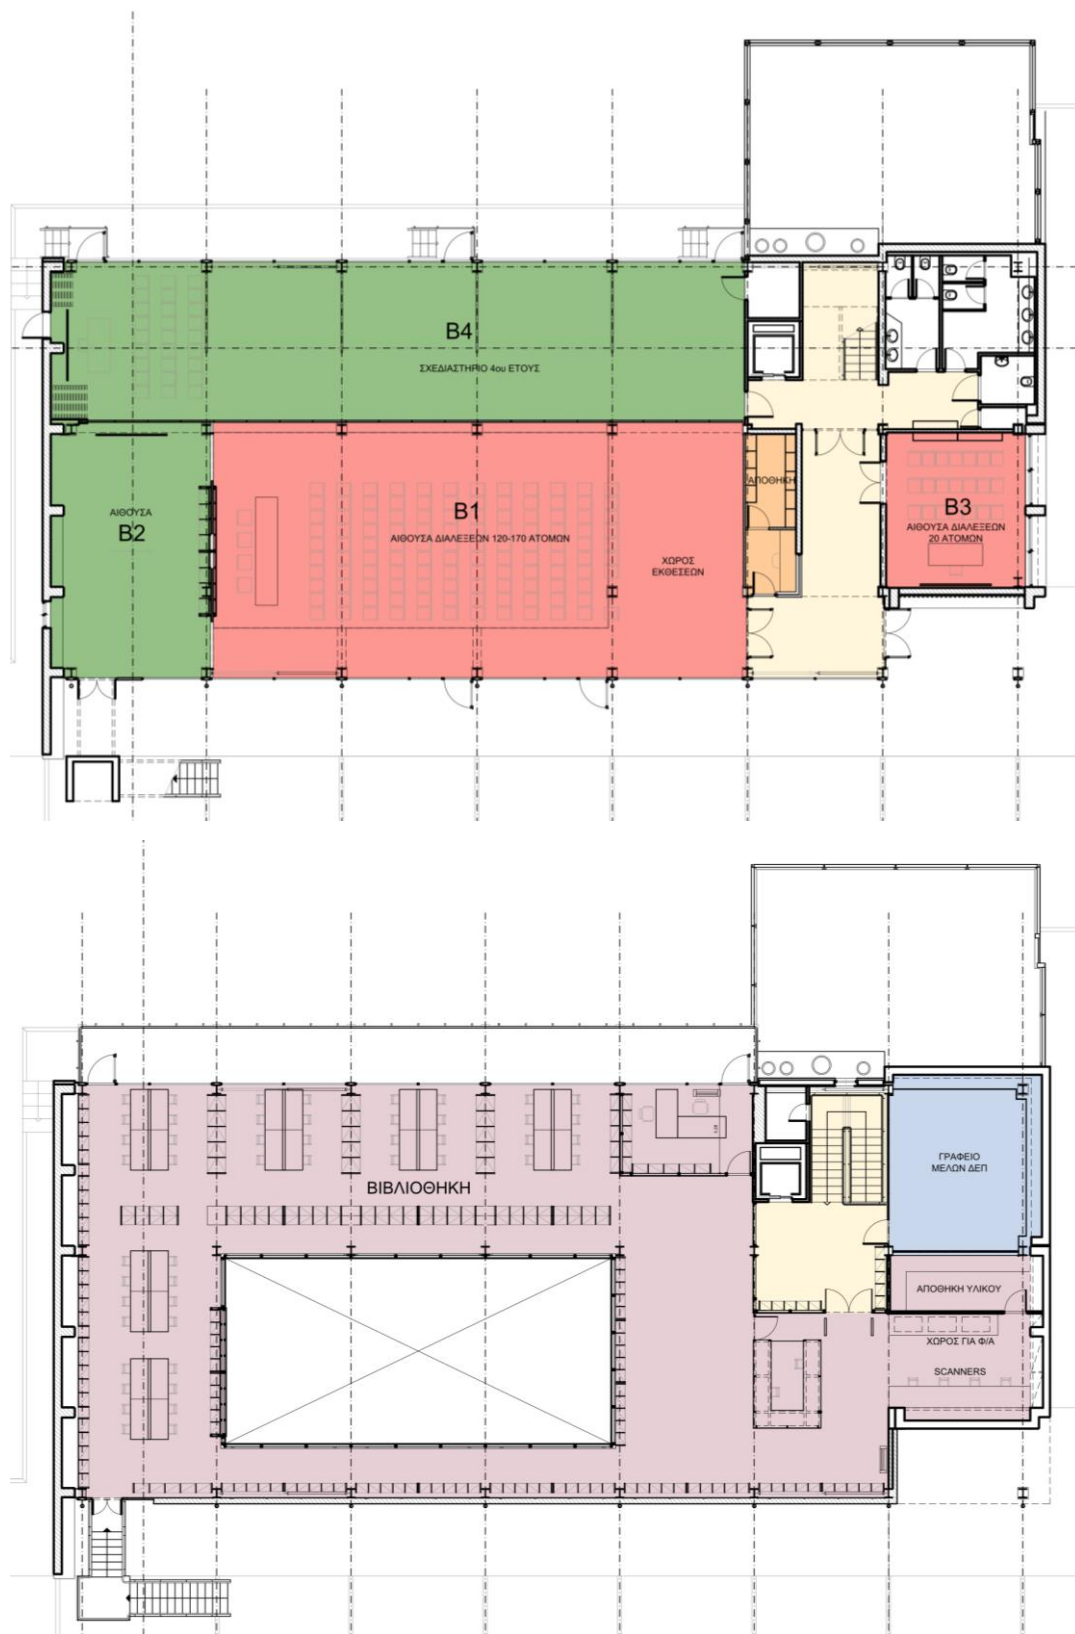 B4
ΣΧΕΔΙΑΣΤΗΡΙΟ 4ου ΕΤΟΥΣ
ΑΙΘΟΥΣΑ
B2
B1
ΑΙΘΟΥΣΑ ΔΙΑΛΕΞΕΩΝ 120-170 ΑΤΟΜΩΝ
ΧΩΡΟΣ
ΕΚΘΕΣΕΩΝ
ΑΠΟΘΗΚΗ
B3
ΑΙΘΟΥΣΑ ΔΙΑΛΕΞΕΩΝ
20 ΑΤΟΜΩΝ
ΒΙΒΛΙΟΘΗΚΗ
ΓΡΑΦΕΙΟ
ΜΕΛΩΝ ΔΕΠ
ΑΠΟΘΗΚΗ ΥΛΙΚΟΥ
ΧΩΡΟΣ ΓΙΑ Φ/Α
SCANNERS